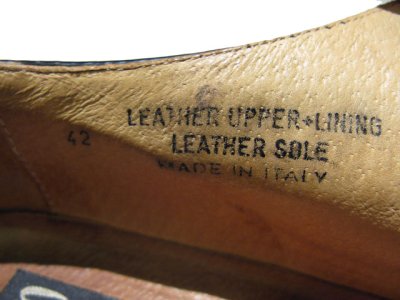 LEATHER UPPER+LINING
42
LEATHER SOLE
MADE IN ITALY